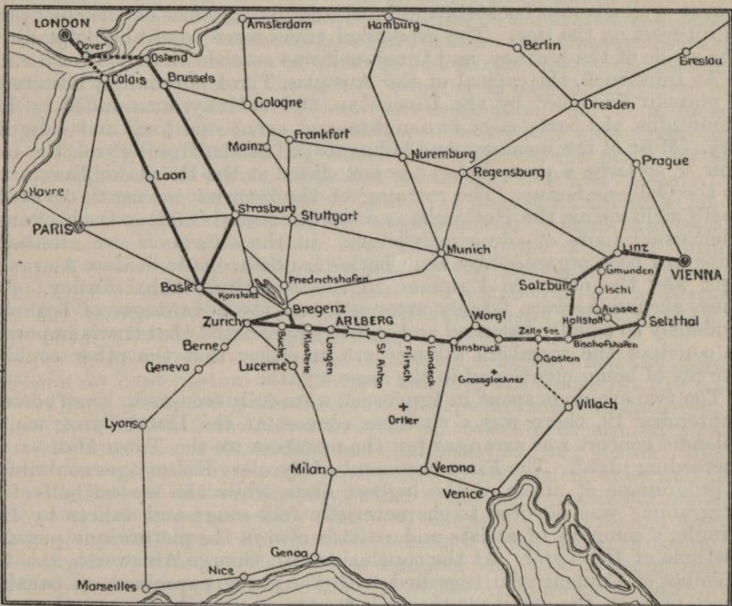 LONDON
Dover
Calais
Ostend
Brussels
Amsterdam
Hamburg
Berlin
Breslau
Cologne
Dresden
Frankfort
Mainz
Nuremburg
Regensburg
Prague
Laon
Havre
PARIS
Strasburg
Stuttgart
Munich
Linz
VIENNA
Gmunden
Ischl
Aussee
Salzburg
Hallstatt
Selzthal
Basle
Konstanz
Friedrichshafen
Bregenz
Zurich
ARLBERG
Worgl
Zell a See
Bischofshofen
Innsbruck
Buchs
Klosterle
Langen
St Anton
Flirsch
Landeck
Gastein
Grossglockner
Berne
Geneva
Lucerne
Ortler
Villach
Lyons
Milan
Verona
Venice
Genoa
Nice
Marseilles